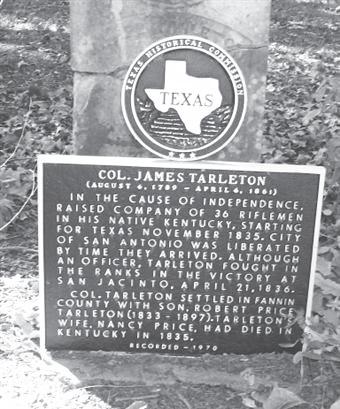 TEXAS HISTORICAL COMMISSION
TEXAS
COL. JAMES TARLETON
(AUGUST 6, 1789 – APRIL 6, 1861)
IN THE CAUSE OF INDEPENDENCE,
RAISED COMPANY OF 36 RIFLEMEN
IN HIS NATIVE KENTUCKY, STARTING
FOR TEXAS NOVEMBER 1835. CITY
OF SAN ANTONIO WAS LIBERATED
BY TIME THEY ARRIVED. ALTHOUGH
AN OFFICER, TARLETON FOUGHT IN
THE RANKS IN THE VICTORY AT
SAN JACINTO, APRIL 21, 1836.
COL. TARLETON SETTLED IN FANNIN
COUNTY WITH SON, ROBERT PRICE
TARLETON (1833 - 1897). TARLETON'S
WIFE, NANCY PRICE, HAD DIED IN
KENTUCKY IN 1835.
RECORDED – 1970